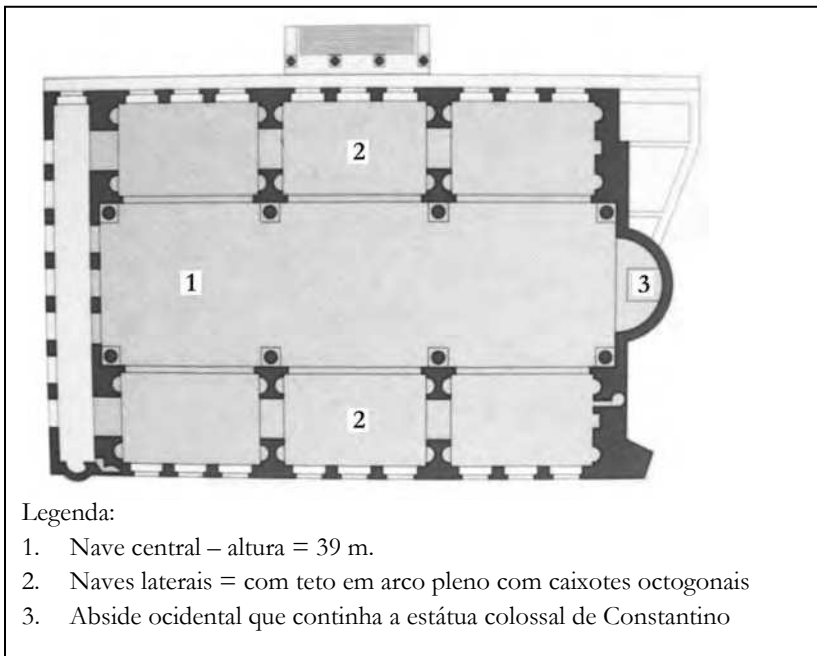 2
1
3
2
Legenda:
1. Nave central – altura = 39 m.
2. Naves laterais = com teto em arco pleno com caixotes octogonais
3. Abside ocidental que continha a estátua colossal de Constantino